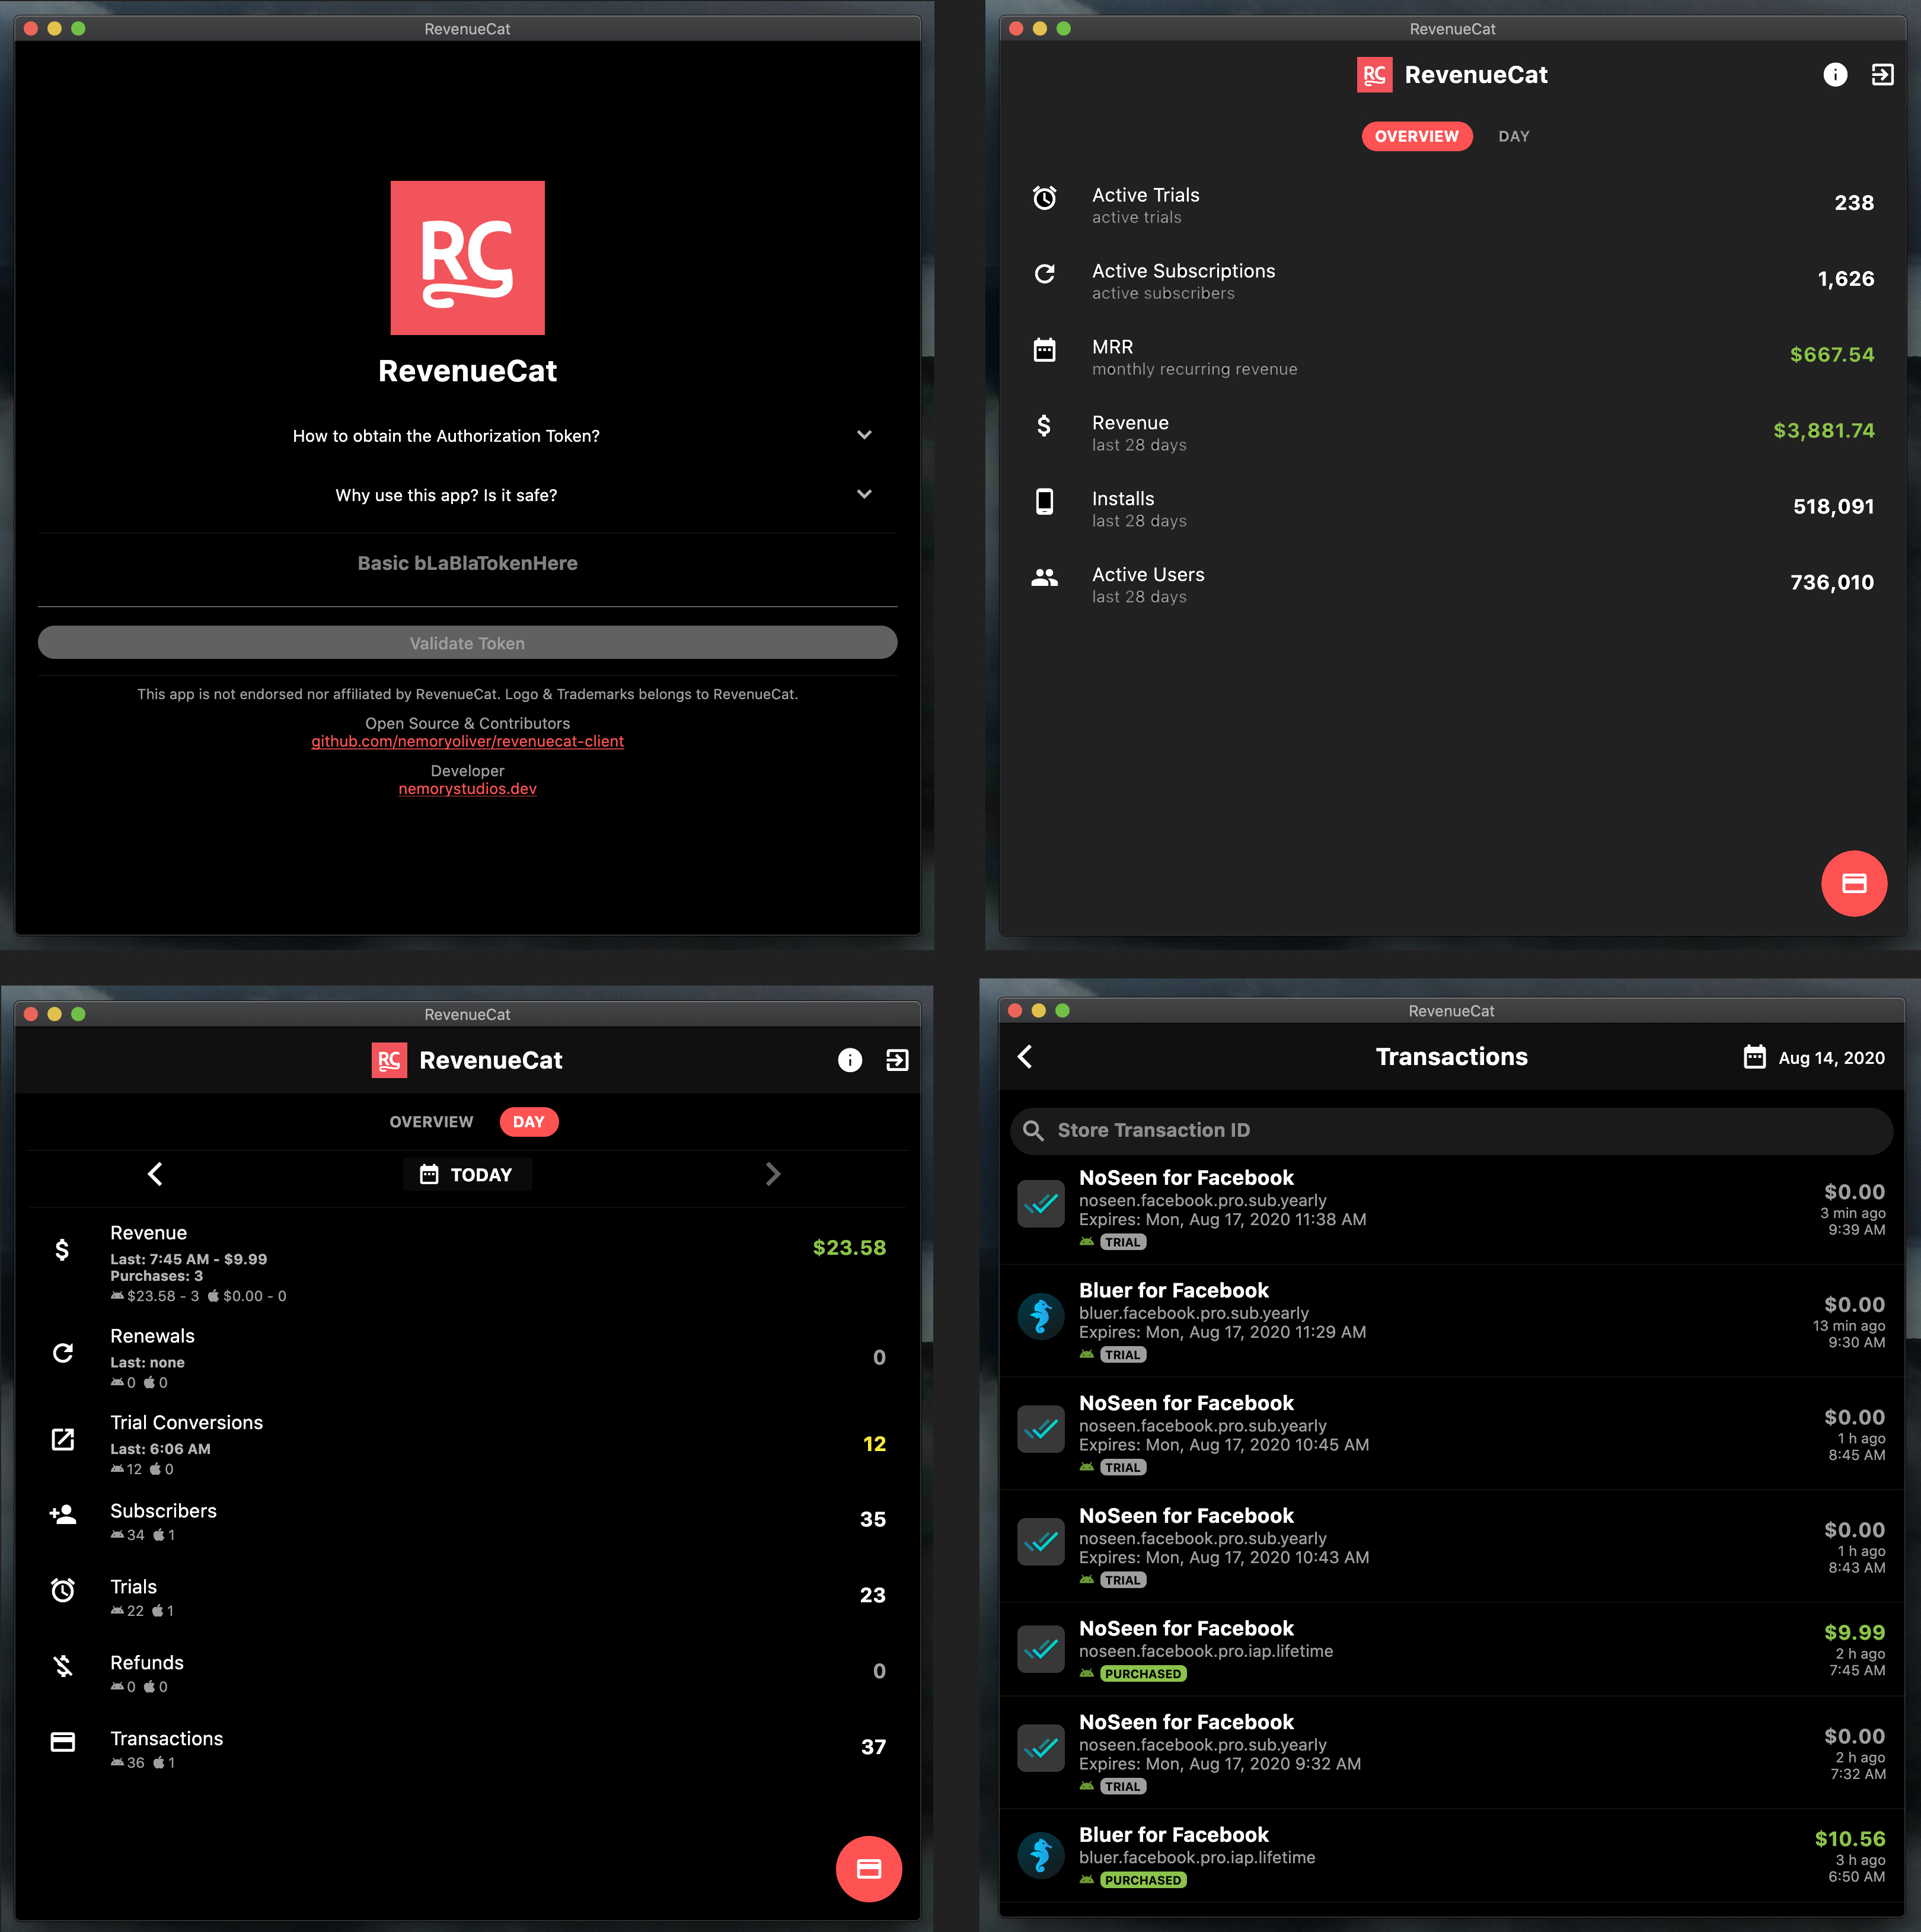 RevenueCat
RC
RevenueCat
How to obtain the Authorization Token?
Why use this app? Is it safe?
Basic bLaBlaTokenHere
Validate Token
This app is not endorsed nor affiliated by RevenueCat. Logo & Trademarks belongs to RevenueCat.
Open Source & Contributors
github.com/nemoryoliver/revenuecat-client
Developer
nemorystudios.dev
RevenueCat
RC RevenueCat
OVERVIEW DAY
Active Trials
active trials
238
Active Subscriptions
active subscribers
1,626
MRR
monthly recurring revenue
$667.54
Revenue
last 28 days
$3,881.74
Installs
last 28 days
518,091
Active Users
last 28 days
736,010
RevenueCat
RC RevenueCat
OVERVIEW DAY
TODAY
Revenue
Last: 7:45 AM - $9.99
Purchases: 3
$23.58 - 3 $0.00 - 0
$23.58
Renewals
Last: none
0 0
0
Trial Conversions
Last: 6:06 AM
12 0
12
Subscribers
34 1
35
Trials
22 1
23
Refunds
0 0
0
Transactions
36 1
37
RevenueCat
Transactions
Aug 14, 2020
Store Transaction ID
NoSeen for Facebook
noseen.facebook.pro.sub.yearly
Expires: Mon, Aug 17, 2020 11:38 AM
TRIAL
$0.00
3 min ago
9:39 AM
Bluer for Facebook
bluer.facebook.pro.sub.yearly
Expires: Mon, Aug 17, 2020 11:29 AM
TRIAL
$0.00
13 min ago
9:30 AM
NoSeen for Facebook
noseen.facebook.pro.sub.yearly
Expires: Mon, Aug 17, 2020 10:45 AM
TRIAL
$0.00
1 h ago
8:45 AM
NoSeen for Facebook
noseen.facebook.pro.sub.yearly
Expires: Mon, Aug 17, 2020 10:43 AM
TRIAL
$0.00
1 h ago
8:43 AM
NoSeen for Facebook
noseen.facebook.pro.iap.lifetime
PURCHASED
$9.99
2 h ago
7:45 AM
NoSeen for Facebook
noseen.facebook.pro.sub.yearly
Expires: Mon, Aug 17, 2020 9:32 AM
TRIAL
$0.00
2 h ago
7:32 AM
Bluer for Facebook
bluer.facebook.pro.iap.lifetime
PURCHASED
$10.56
3 h ago
6:50 AM